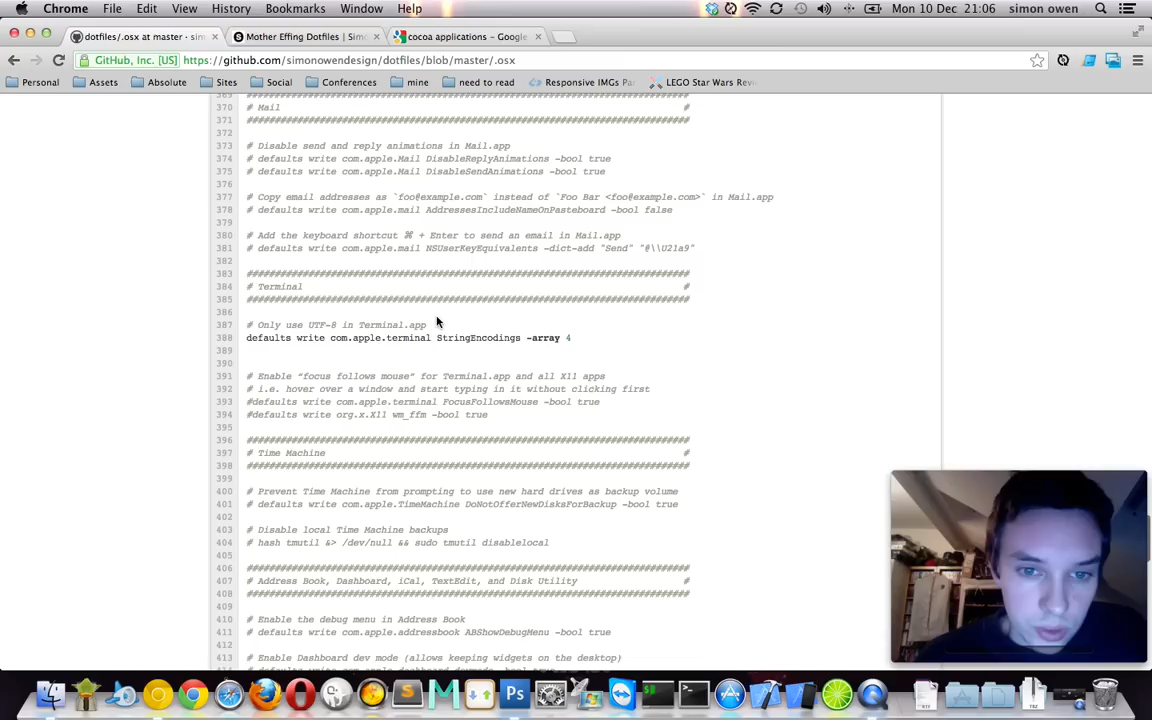 Chrome File Edit View History Bookmarks Window Help
Mon 10 Dec 21:06 simon owen
dotfiles/.osx at master · sim
Mother Effing Dotfiles | Sim
cocoa applications - Google
GitHub, Inc. [US] https://github.com/simonowendesign/dotfiles/blob/master/.osx
Personal Assets Absolute Sites Social Conferences mine need to read Responsive IMGs Pa LEGO Star Wars Revi
369 ################################################################################
370 # Mail #
371 ################################################################################
372
373 # Disable send and reply animations in Mail.app
374 # defaults write com.apple.Mail DisableReplyAnimations -bool true
375 # defaults write com.apple.Mail DisableSendAnimations -bool true
376
377 # Copy email addresses as `foo@example.com` instead of `Foo Bar <foo@example.com>` in Mail.app
378 # defaults write com.apple.mail AddressesIncludeNameOnPasteboard -bool false
379
380 # Add the keyboard shortcut ⌘ + Enter to send an email in Mail.app
381 # defaults write com.apple.mail NSUserKeyEquivalents -dict-add "Send" "@\\U21a9"
382
383 ################################################################################
384 # Terminal #
385 ################################################################################
386
387 # Only use UTF-8 in Terminal.app
388 defaults write com.apple.terminal StringEncodings -array 4
389
390
391 # Enable “focus follows mouse” for Terminal.app and all X11 apps
392 # i.e. hover over a window and start typing in it without clicking first
393 #defaults write com.apple.terminal FocusFollowsMouse -bool true
394 #defaults write org.x.X11 wm_ffm -bool true
395
396 ################################################################################
397 # Time Machine #
398 ################################################################################
399
400 # Prevent Time Machine from prompting to use new hard drives as backup volume
401 # defaults write com.apple.TimeMachine DoNotOfferNewDisksForBackup -bool true
402
403 # Disable local Time Machine backups
404 # hash tmutil &> /dev/null && sudo tmutil disablelocal
405
406 ################################################################################
407 # Address Book, Dashboard, iCal, TextEdit, and Disk Utility #
408 ################################################################################
409
410 # Enable the debug menu in Address Book
411 # defaults write com.apple.addressbook ABShowDebugMenu -bool true
412
413 # Enable Dashboard dev mode (allows keeping widgets on the desktop)